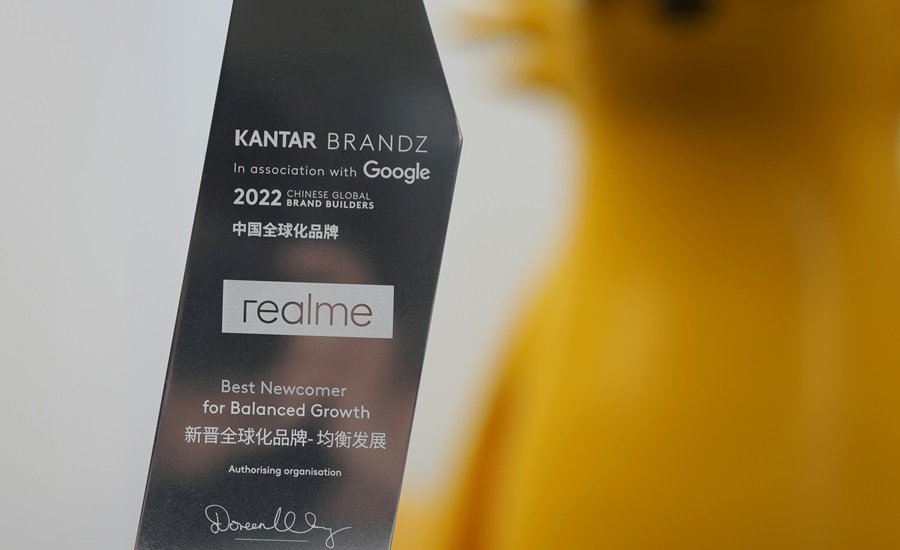 KANTAR BRANDZ
In association with Google
2022 CHINESE GLOBAL
BRAND BUILDERS
中国全球化品牌
realme
Best Newcomer
for Balanced Growth
新晋全球化品牌-均衡发展
Authorising organisation